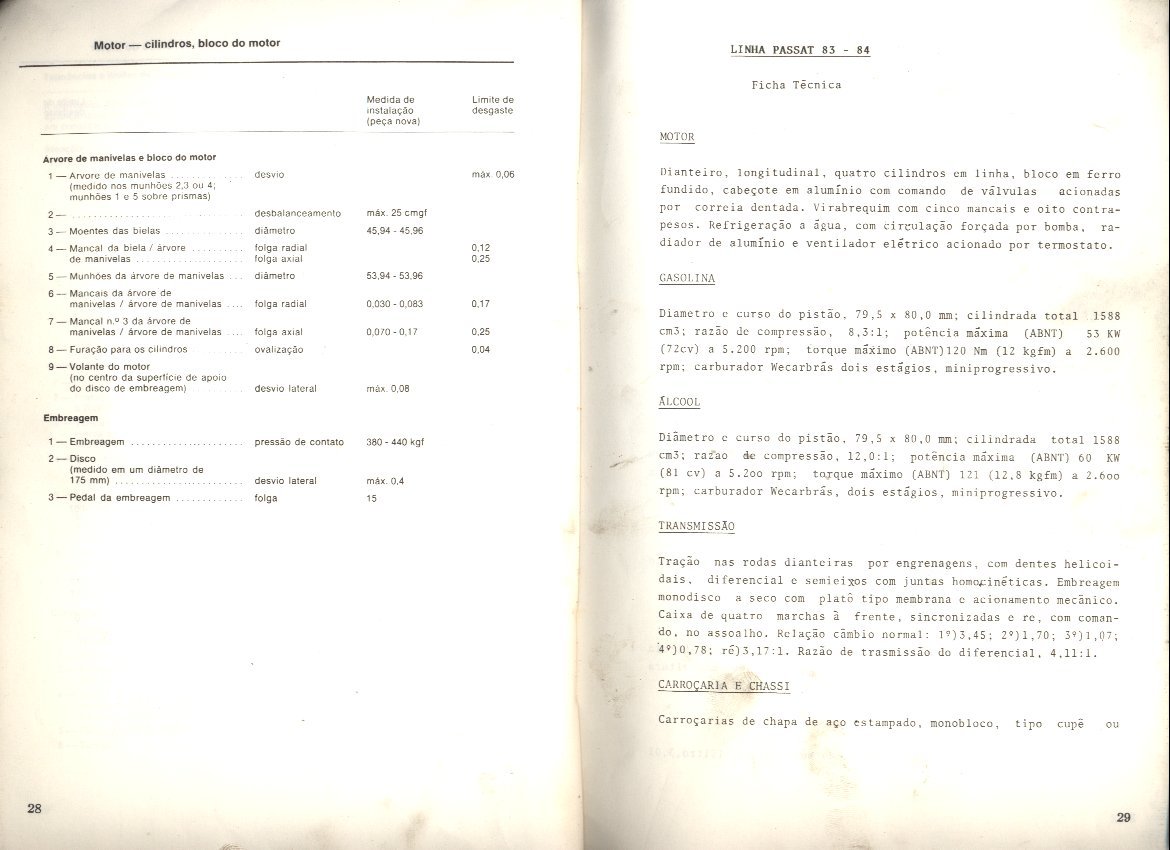 Motor — cilindros, bloco do motor
Medida de instalação (peça nova)
Limite de desgaste
Árvore de manivelas e bloco do motor
1 — Árvore de manivelas .......... desvio máx. 0,06
(medido nos munhões 2,3 ou 4;
munhões 1 e 5 sobre prismas)
2 — .......... desbalanceamento máx. 25 cmgf
3 — Moentes das bielas .......... diâmetro 45,94 - 45,96
4 — Mancal da biela / árvore .......... folga radial 0,12
de manivelas .......... folga axial 0,25
5 — Munhões da árvore de manivelas ... diâmetro 53,94 - 53,96
6 — Mancais da árvore de
manivelas / árvore de manivelas .... folga radial 0,030 - 0,083 0,17
7 — Mancal n.º 3 da árvore de
manivelas / árvore de manivelas .... folga axial 0,070 - 0,17 0,25
8 — Furação para os cilindros .......... ovalização 0,04
9 — Volante do motor
(no centro da superfície de apoio
do disco de embreagem) .......... desvio lateral máx. 0,08
Embreagem
1 — Embreagem .......... pressão de contato 380 - 440 kgf
2 — Disco
(medido em um diâmetro de
175 mm) .......... desvio lateral máx. 0,4
3 — Pedal da embreagem .......... folga 15
28
LINHA PASSAT 83 - 84
Ficha Técnica
MOTOR
Dianteiro, longitudinal, quatro cilindros em linha, bloco em ferro
fundido, cabeçote em alumínio com comando de válvulas acionadas
por correia dentada. Virabrequim com cinco mancais e oito contra-
pesos. Refrigeração a água, com circulação forçada por bomba, ra-
diador de alumínio e ventilador elétrico acionado por termostato.
GASOLINA
Diametro e curso do pistão, 79,5 x 80,0 mm; cilindrada total 1588
cm3; razão de compressão, 8,3:1; potência máxima (ABNT) 53 KW
(72cv) a 5.200 rpm; torque máximo (ABNT)120 Nm (12 kgfm) a 2.600
rpm; carburador Wecarbrás dois estágios, miniprogressivo.
ÁLCOOL
Diâmetro e curso do pistão, 79,5 x 80,0 mm; cilindrada total 1588
cm3; razao de compressão, 12,0:1; potência máxima (ABNT) 60 KW
(81 cv) a 5.2oo rpm; torque máximo (ABNT) 121 (12,8 kgfm) a 2.6oo
rpm; carburador Wecarbrás, dois estágios, miniprogressivo.
TRANSMISSÃO
Tração nas rodas dianteiras por engrenagens, com dentes helicoi-
dais, diferencial e semieixos com juntas homocinéticas. Embreagem
monodisco a seco com platô tipo membrana e acionamento mecânico.
Caixa de quatro marchas à frente, sincronizadas e re, com coman-
do, no assoalho. Relação câmbio normal: 1º)3,45; 2º)1,70; 3º)1,07;
4º)0,78; ré)3,17:1. Razão de trasmissão do diferencial, 4,11:1.
CARROÇARIA E CHASSI
Carroçarias de chapa de aço estampado, monobloco, tipo cupê ou
29